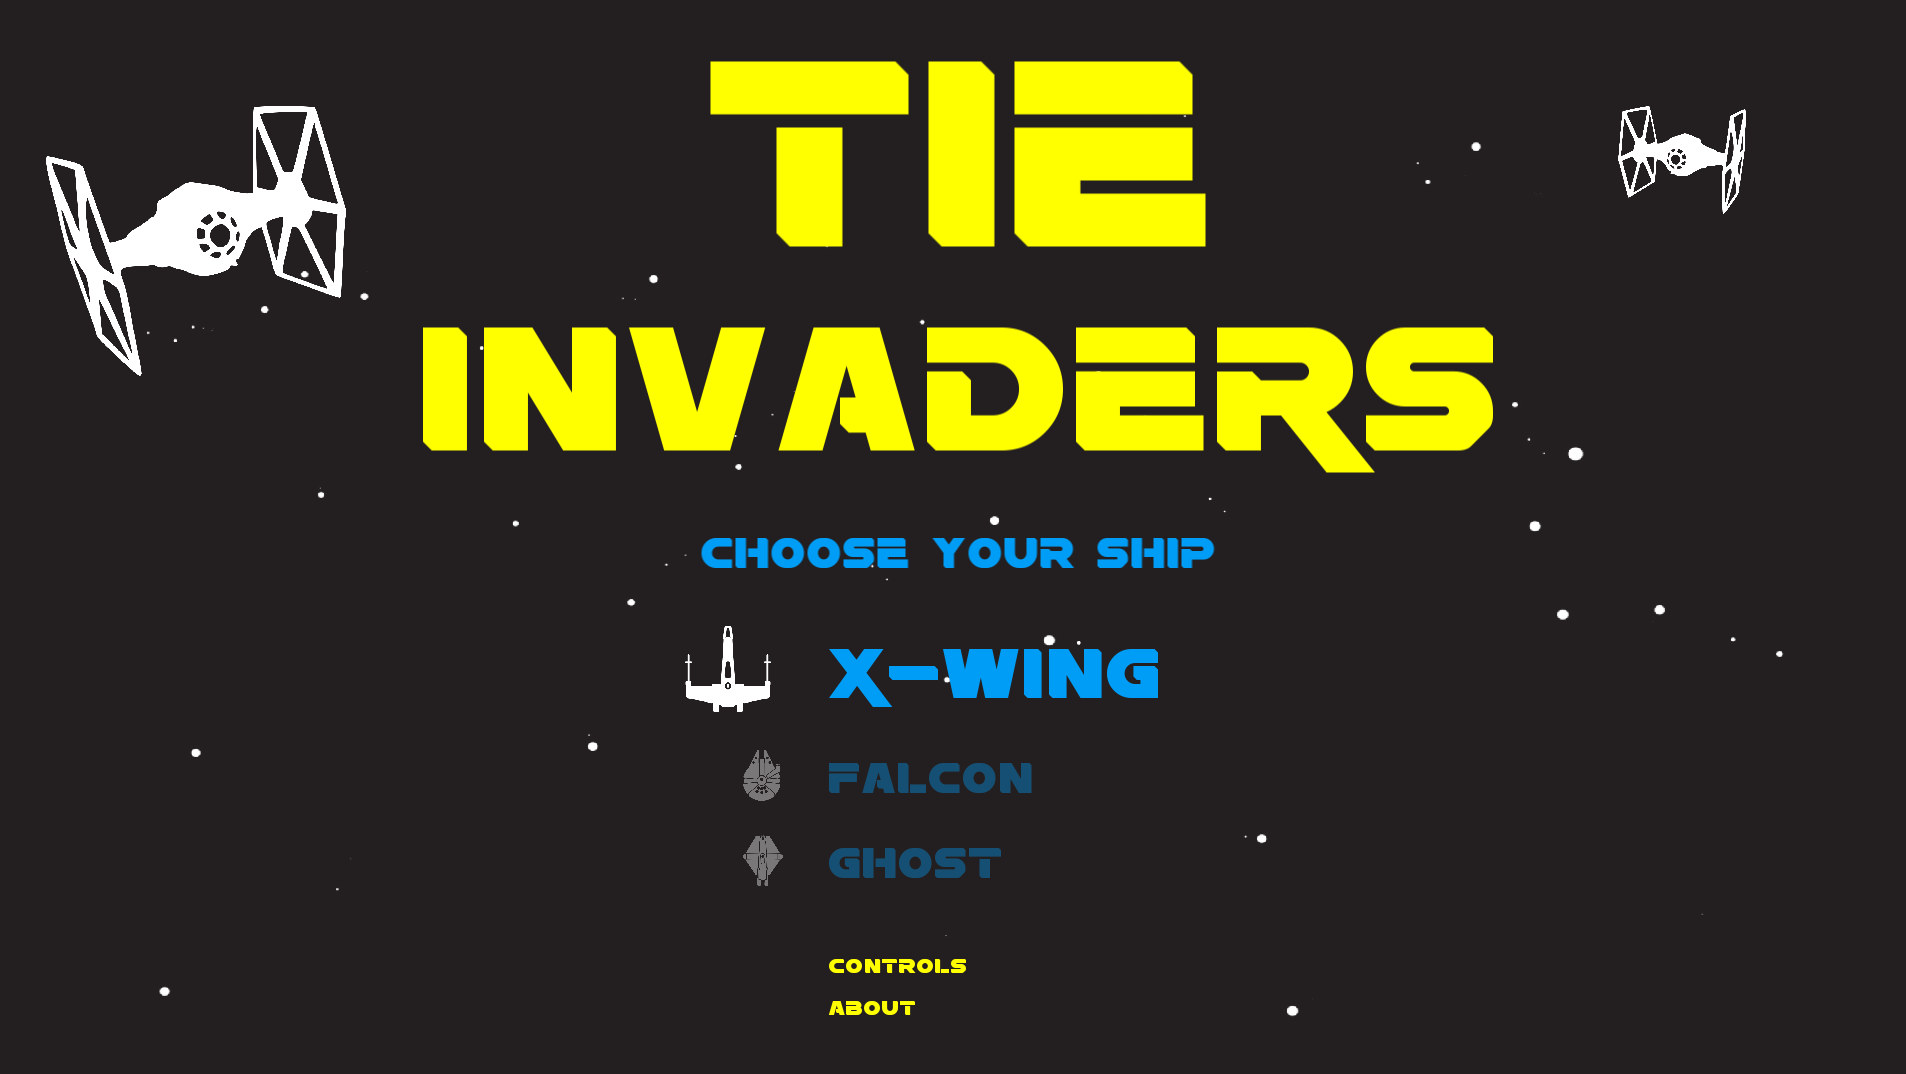 TIE
INVADERS
CHOOSE YOUR SHIP
X-WING
FALCON
GHOST
CONTROLS
ABOUT